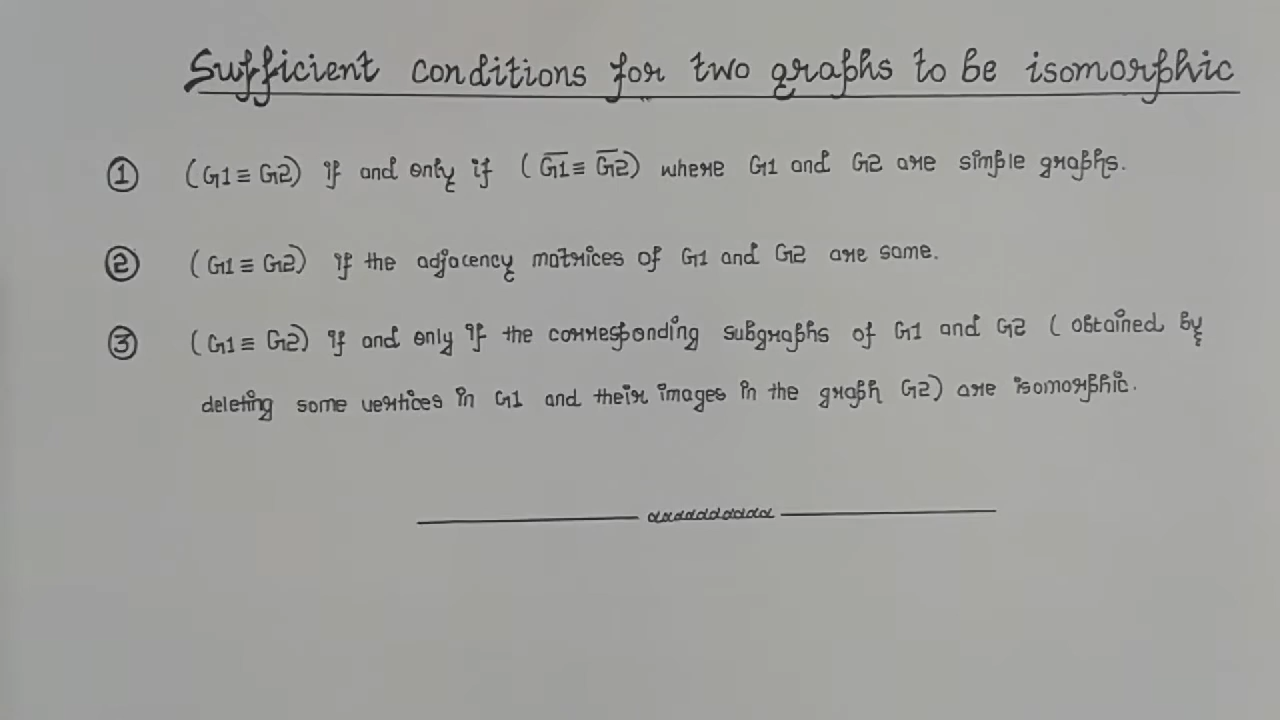 Sufficient conditions for two graphs to be isomorphic
① (G1 ≡ G2) if and only if (G̅1̅ ≡ G̅2̅) where G1 and G2 are simple graphs.
② (G1 ≡ G2) if the adjacency matrices of G1 and G2 are same.
③ (G1 ≡ G2) if and only if the corresponding subgraphs of G1 and G2 (obtained by
deleting some vertices in G1 and their images in the graph G2) are isomorphic.